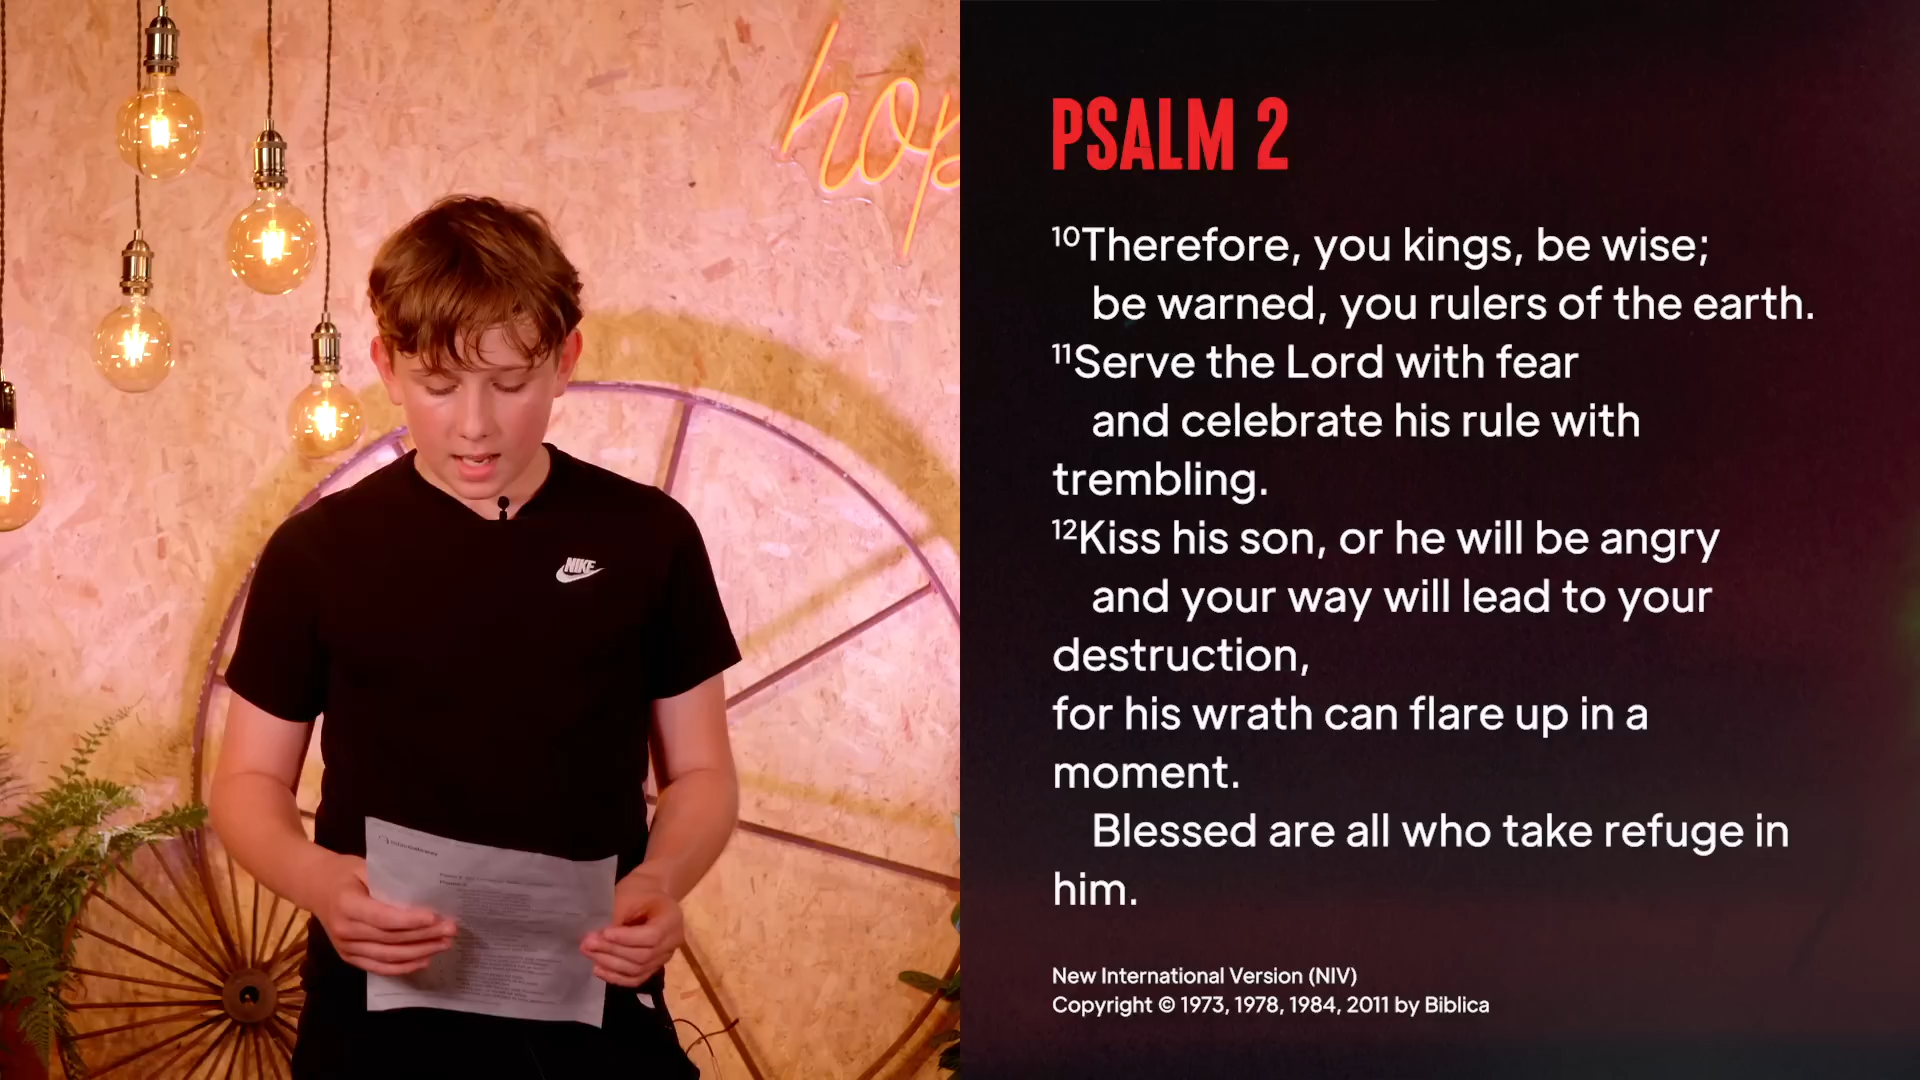 hop
NIKE
BibleGateway
PSALM 2
10Therefore, you kings, be wise;
be warned, you rulers of the earth.
11Serve the Lord with fear
and celebrate his rule with
trembling.
12Kiss his son, or he will be angry
and your way will lead to your
destruction,
for his wrath can flare up in a
moment.
Blessed are all who take refuge in
him.
New International Version (NIV)
Copyright © 1973, 1978, 1984, 2011 by Biblica